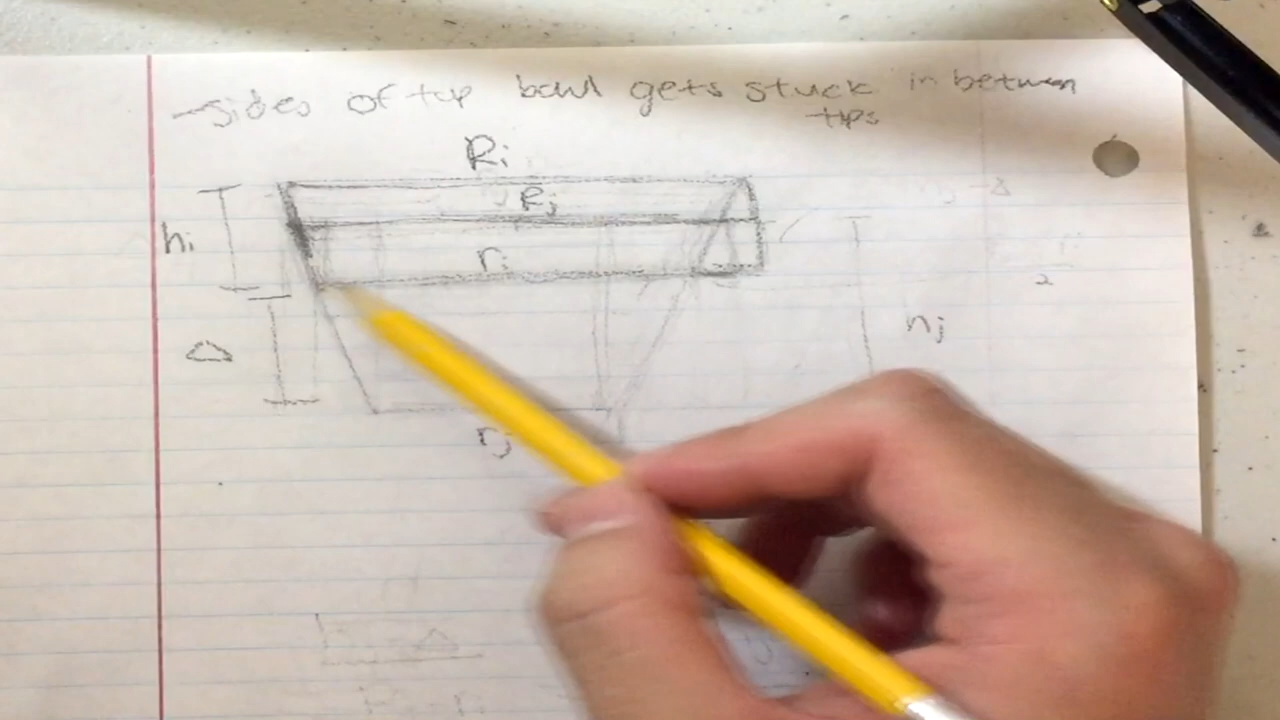 -sides of top bowl gets stuck in between
tips
Ri
Rj
hi
ri
hj
Δ
rj